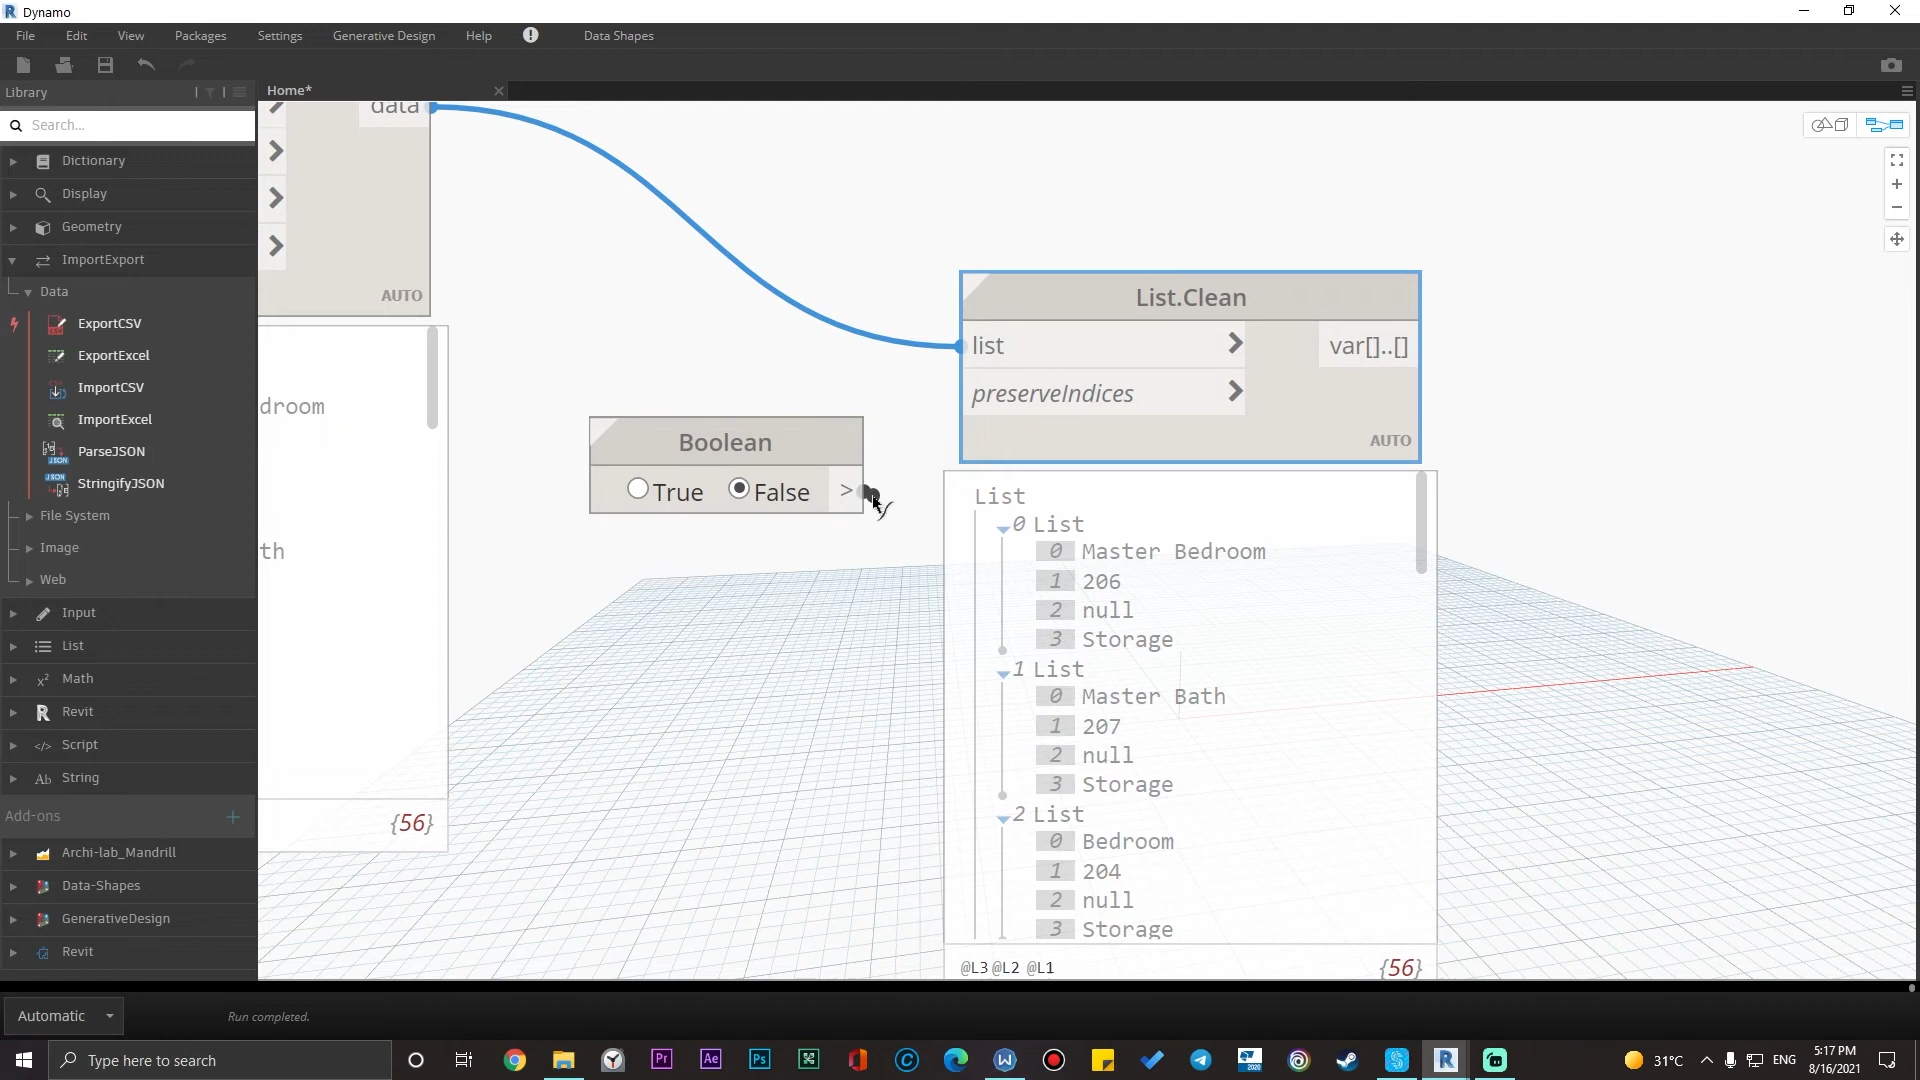 Dynamo
File Edit View Packages Settings Generative Design Help Data Shapes
Library
Home*
Search...
Dictionary
Display
Geometry
ImportExport
Data
ExportCSV
ExportExcel
ImportCSV
ImportExcel
ParseJSON
StringifyJSON
File System
Image
Web
Input
List
Math
Revit
Script
String
Add-ons
Archi-lab_Mandrill
Data-Shapes
GenerativeDesign
Revit
data
AUTO
droom
th
{56}
Boolean
True False >
List.Clean
list var[]..[]
preserveIndices
AUTO
List
0 List
0 Master Bedroom
1 206
2 null
3 Storage
1 List
0 Master Bath
1 207
2 null
3 Storage
2 List
0 Bedroom
1 204
2 null
3 Storage
@L3 @L2 @L1 {56}
Automatic Run completed.
Type here to search
31°C ENG 5:17 PM
8/16/2021